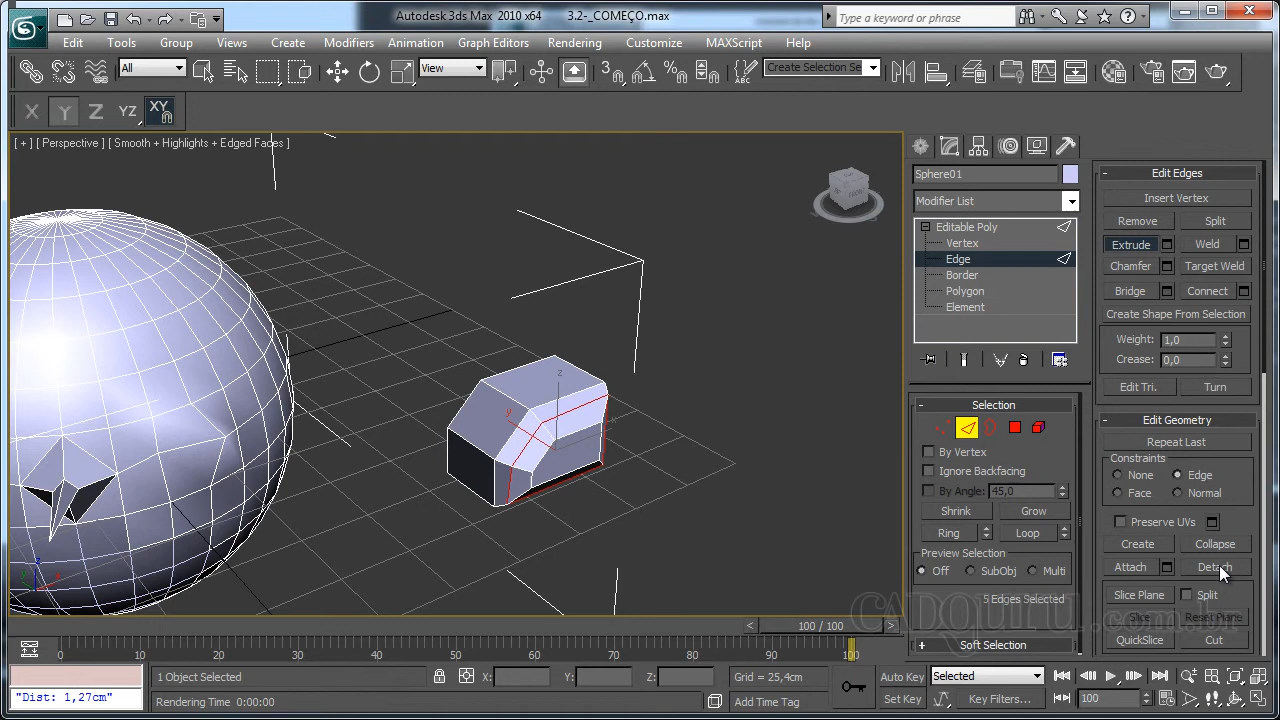 Autodesk 3ds Max 2010 x64 3.2-_COMEÇO.max
Type a keyword or phrase
Edit Tools Group Views Create Modifiers Animation Graph Editors Rendering Customize MAXScript Help
All
View
3
Create Selection Se
X Y Z YZ XY
[ + ] [ Perspective ] [ Smooth + Highlights + Edged Faces ]
Sphere01
Modifier List
Editable Poly
Vertex
Edge
Border
Polygon
Element
Selection
By Vertex
Ignore Backfacing
By Angle: 45,0
Shrink Grow
Ring Loop
Preview Selection
Off SubObj Multi
5 Edges Selected
Soft Selection
Edit Edges
Insert Vertex
Remove Split
Extrude Weld
Chamfer Target Weld
Bridge Connect
Create Shape From Selection
Weight: 1,0
Crease: 0,0
Edit Tri. Turn
Edit Geometry
Repeat Last
Constraints
None Edge
Face Normal
Preserve UVs
Create Collapse
Attach Detach
Slice Plane Split
Slice Reset Plane
QuickSlice Cut
z
y
x
CADGURU.com.br
< 100 / 100 >
0 10 20 30 40 50 60 70 80 90 100
1 Object Selected X: Y: Z: Grid = 25,4cm
"Dist: 1,27cm"
Rendering Time 0:00:00
Add Time Tag
Auto Key Selected
Set Key Key Filters...
100